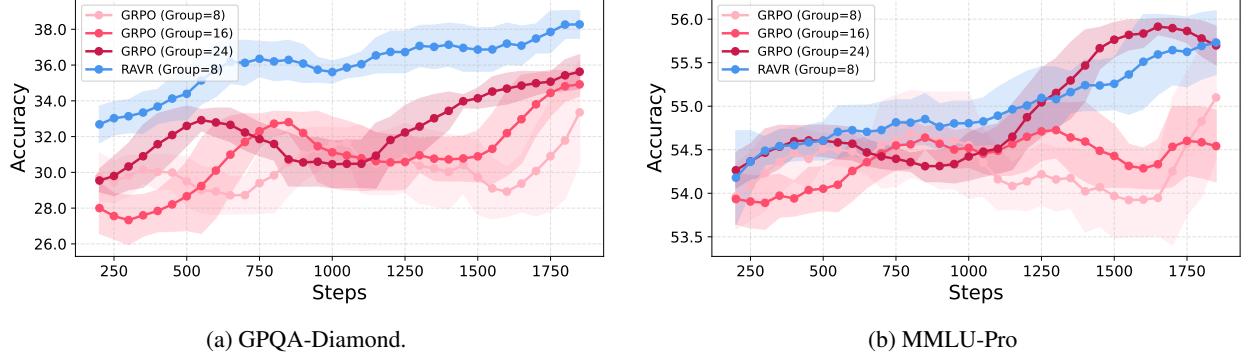 GRPO (Group=8)
GRPO (Group=16)
GRPO (Group=24)
RAVR (Group=8)
38.0
36.0
34.0
32.0
30.0
28.0
26.0
Accuracy
250
500
750
1000
1250
1500
1750
Steps
(a) GPQA-Diamond.
GRPO (Group=8)
GRPO (Group=16)
GRPO (Group=24)
RAVR (Group=8)
56.0
55.5
55.0
54.5
54.0
53.5
Accuracy
250
500
750
1000
1250
1500
1750
Steps
(b) MMLU-Pro